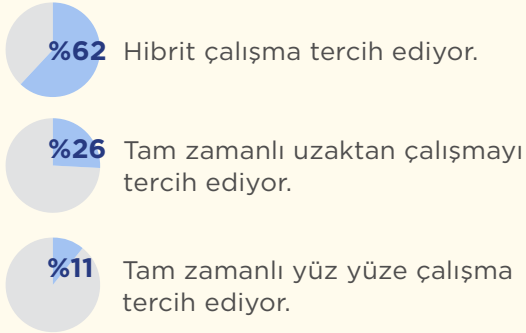 %62 Hibrit çalışma tercih ediyor.
%26 Tam zamanlı uzaktan çalışmayı
tercih ediyor.
%11 Tam zamanlı yüz yüze çalışma
tercih ediyor.